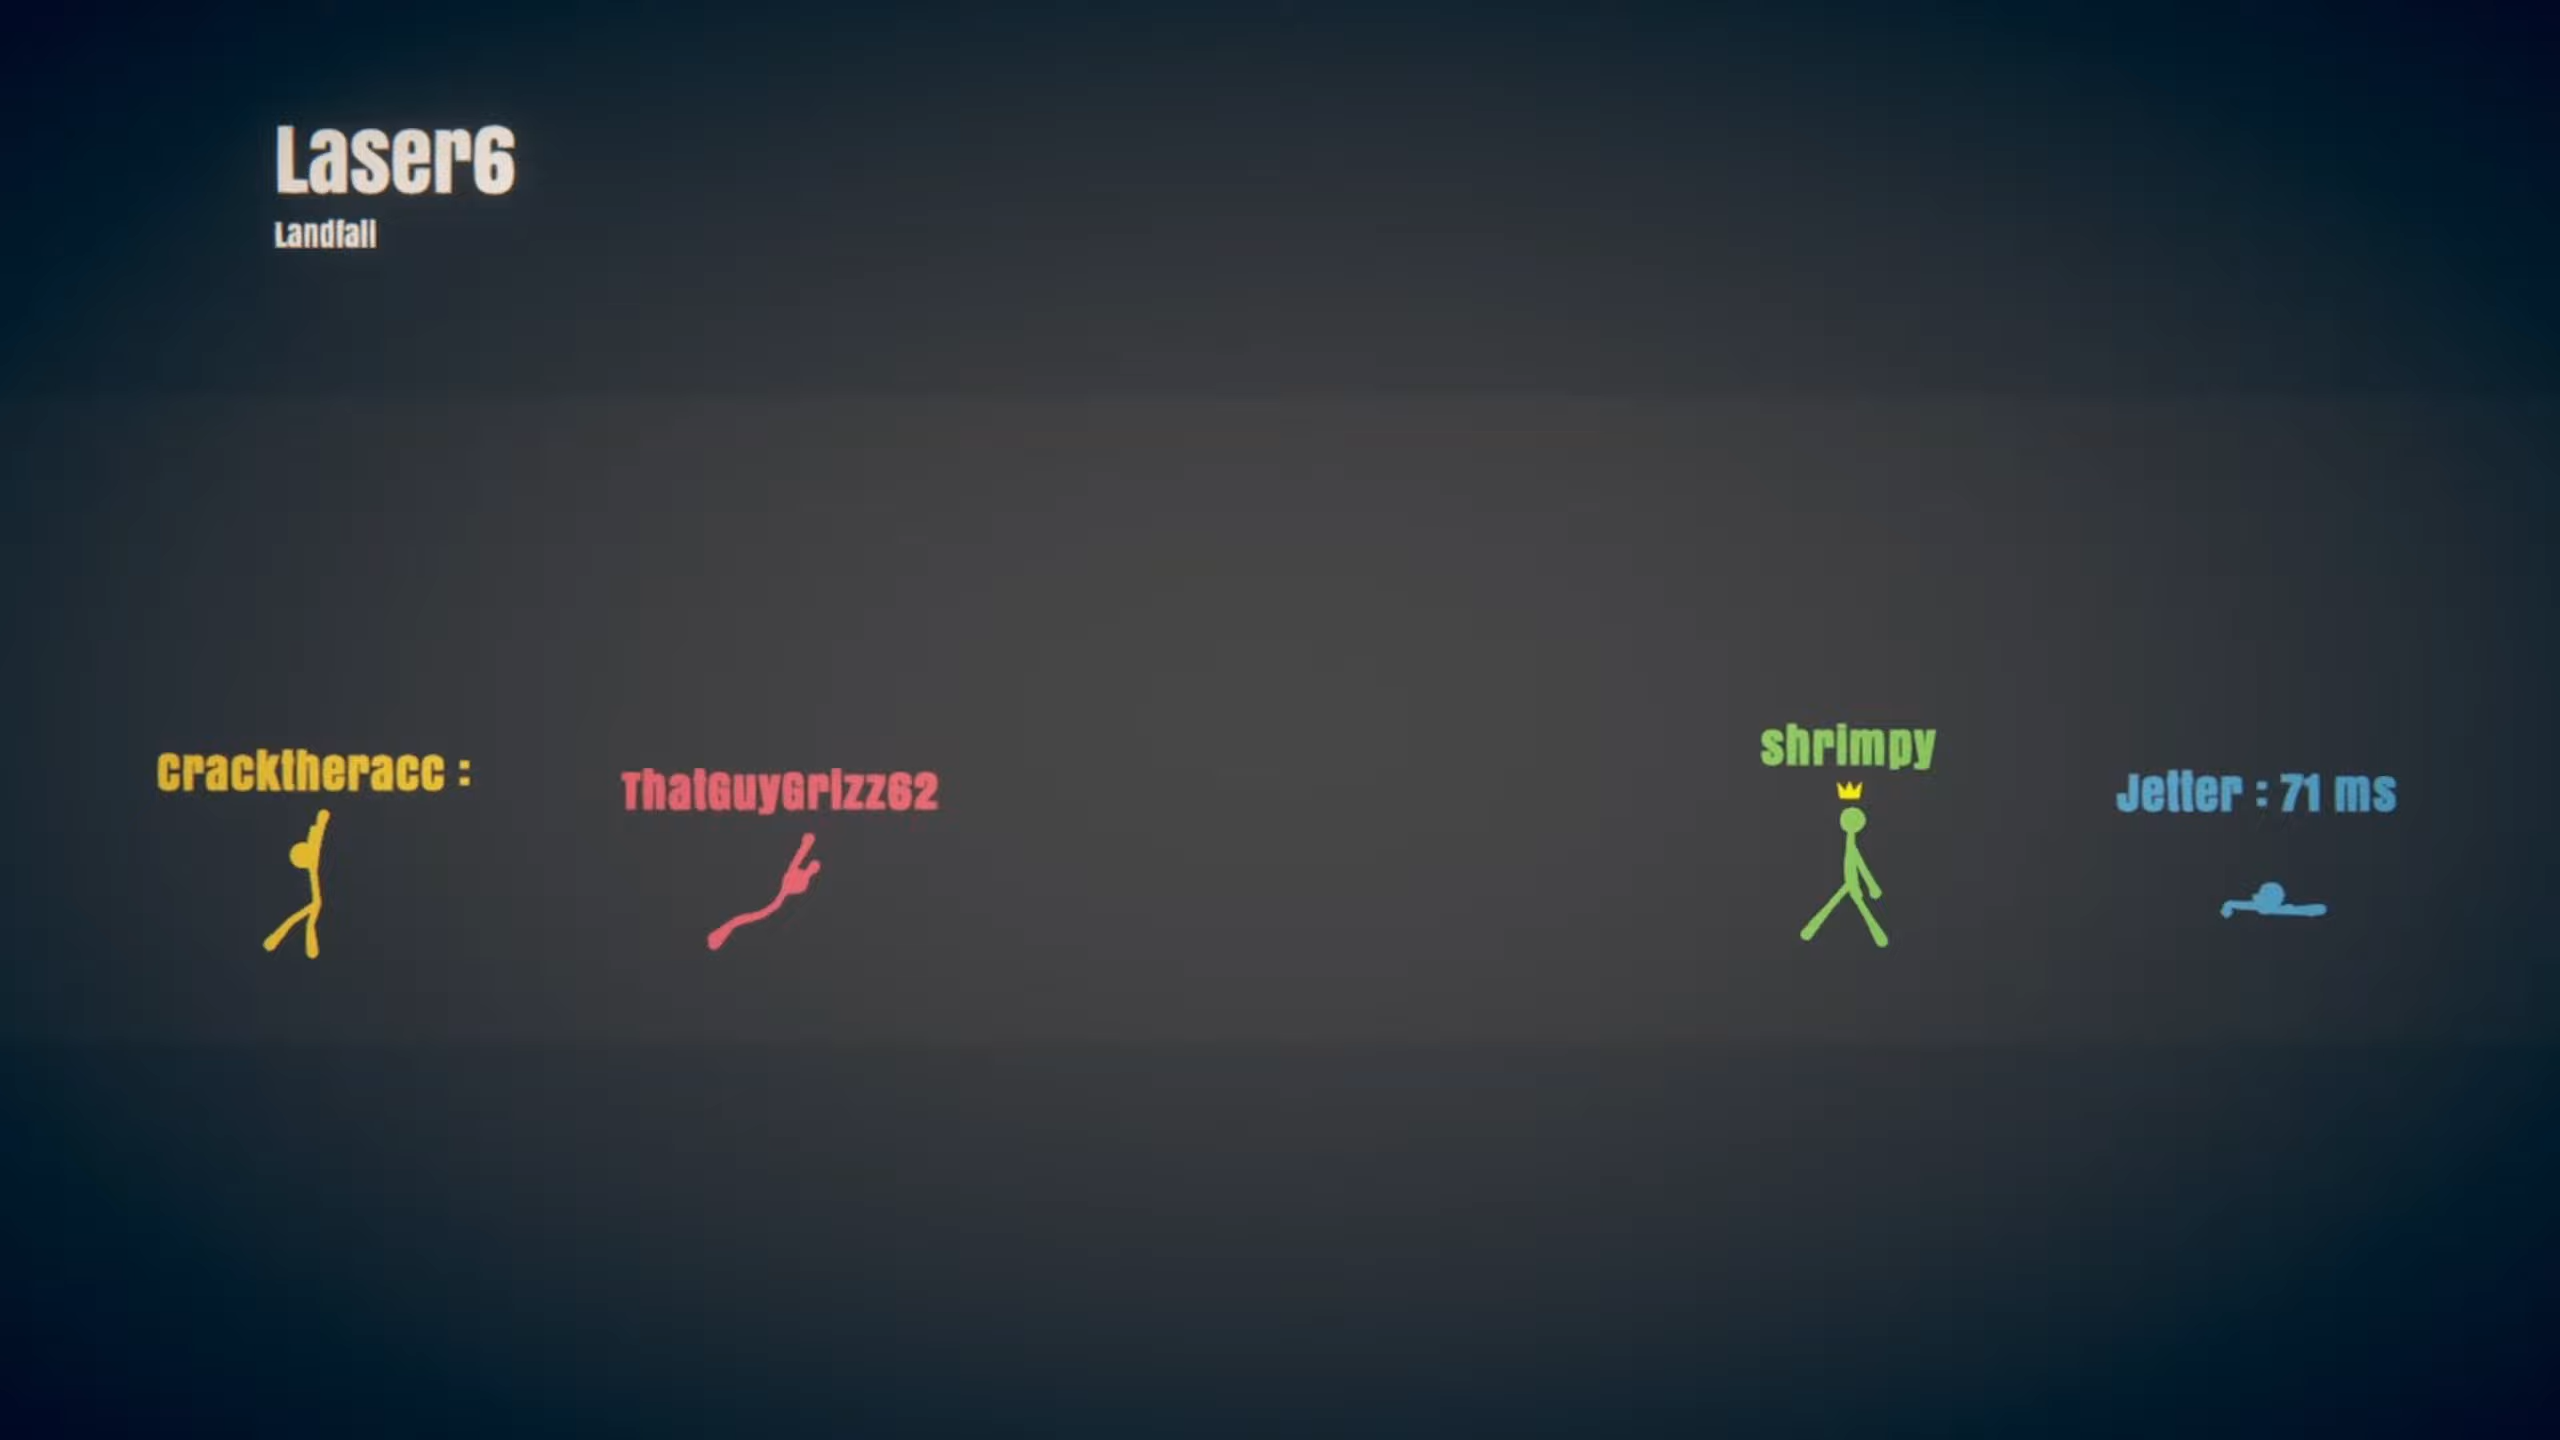 Laser6
Landfall
cracktheracc :
ThatGuyGrizz62
shrimpy
Jetter : 71 ms